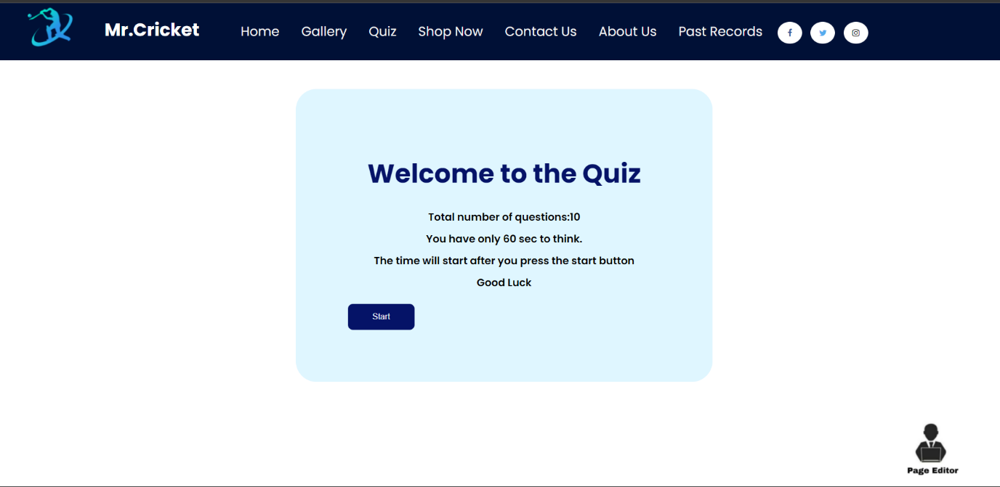 Mr.Cricket Home Gallery Quiz Shop Now Contact Us About Us Past Records
Welcome to the Quiz
Total number of questions:10
You have only 60 sec to think.
The time will start after you press the start button
Good Luck
Start
Page Editor